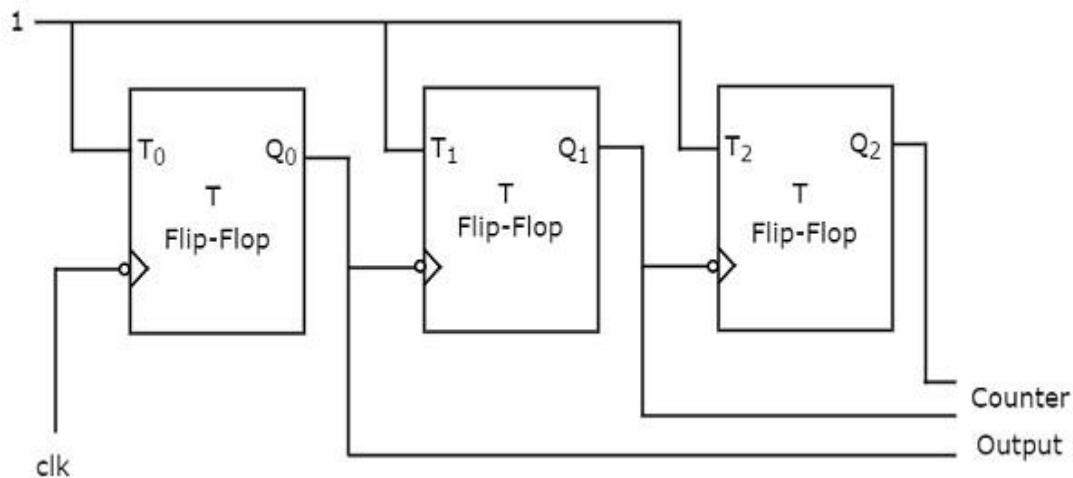 1
T₀ Q₀
T
Flip-Flop
T₁ Q₁
T
Flip-Flop
T₂ Q₂
T
Flip-Flop
clk
Counter
Output